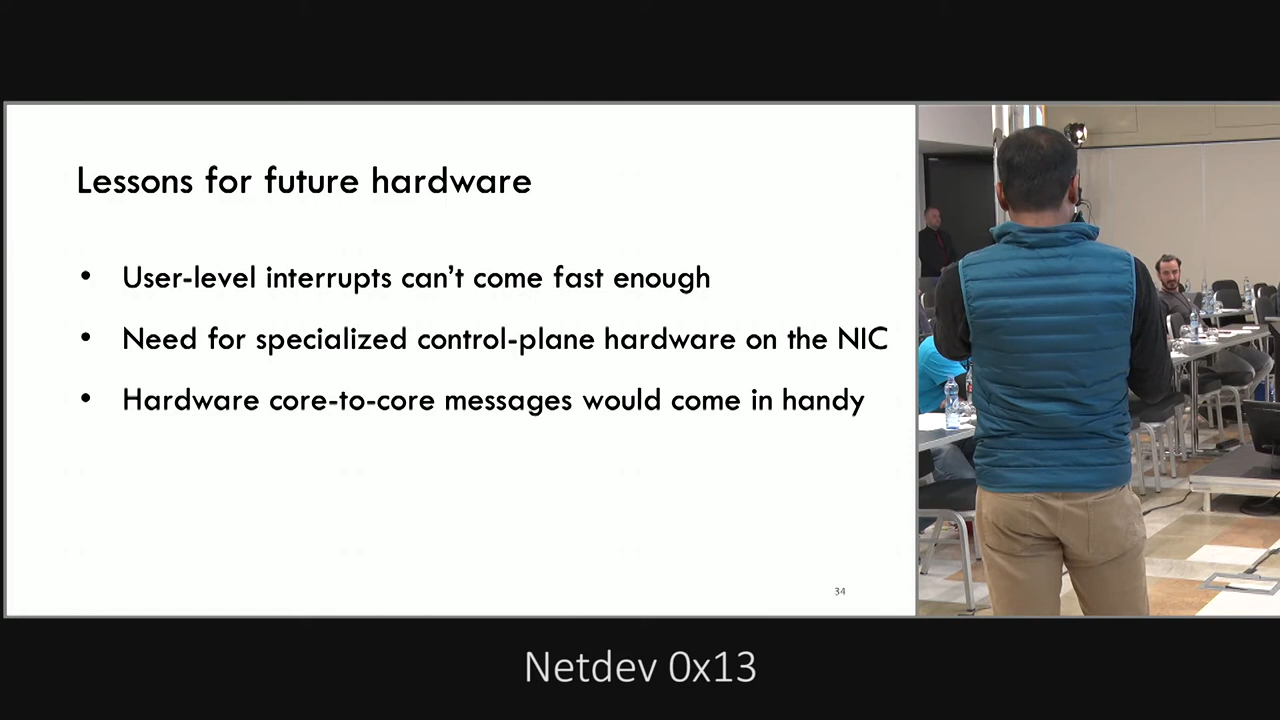 Lessons for future hardware
• User-level interrupts can't come fast enough
• Need for specialized control-plane hardware on the NIC
• Hardware core-to-core messages would come in handy
34
Netdev 0x13